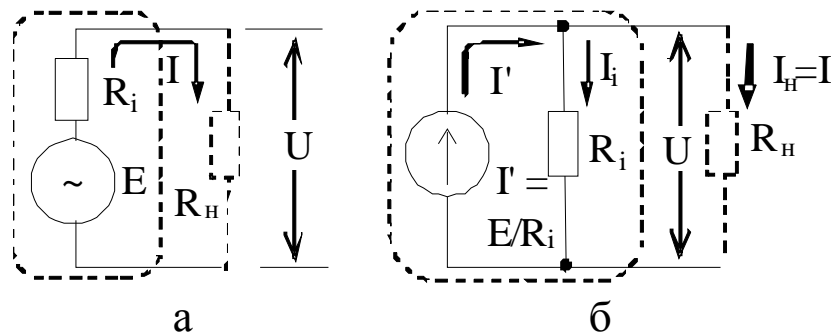 I
Rᵢ
~ E
Rн
U
а
I'
Iᵢ
Iн=I
Rᵢ
U
Rн
I' =
E/Rᵢ
б